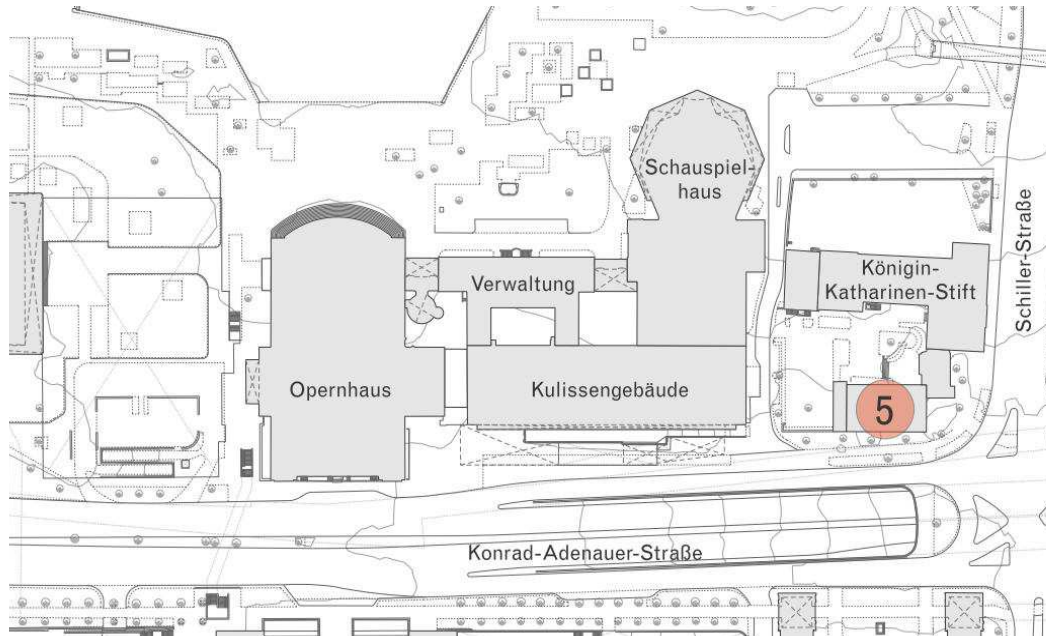 Schauspiel-
haus
Königin-
Katharinen-Stift
Schiller-Straße
Verwaltung
Opernhaus
Kulissengebäude
5
Konrad-Adenauer-Straße